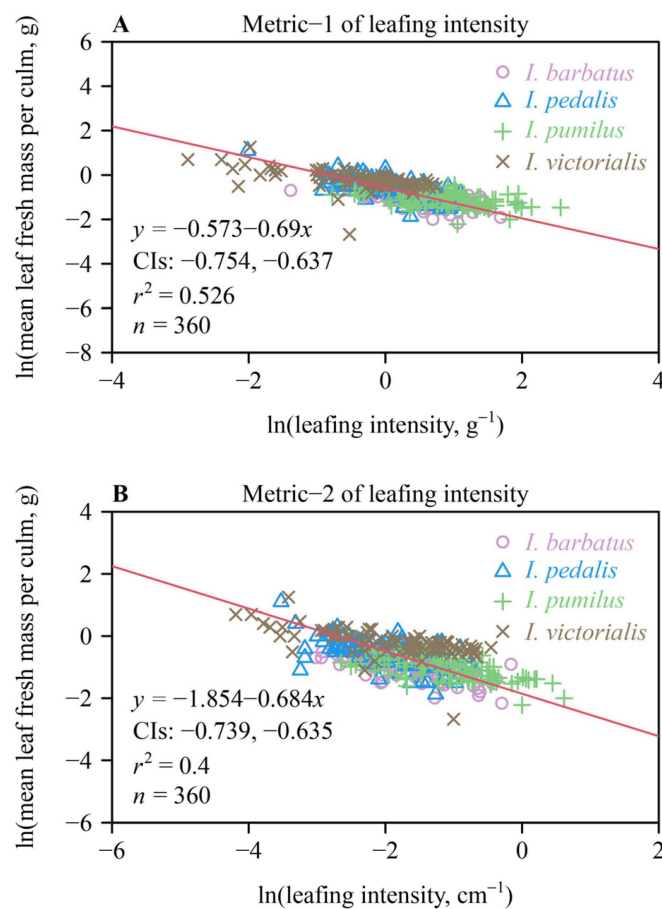 A Metric−1 of leafing intensity
ln(mean leaf fresh mass per culm, g)
6
4
2
0
−2
−4
−6
−8
I. barbatus
I. pedalis
I. pumilus
I. victorialis
y = −0.573−0.69x
CIs: −0.754, −0.637
r² = 0.526
n = 360
−4 −2 0 2 4
ln(leafing intensity, g⁻¹)
B Metric−2 of leafing intensity
ln(mean leaf fresh mass per culm, g)
4
2
0
−2
−4
−6
I. barbatus
I. pedalis
I. pumilus
I. victorialis
y = −1.854−0.684x
CIs: −0.739, −0.635
r² = 0.4
n = 360
−6 −4 −2 0 2
ln(leafing intensity, cm⁻¹)